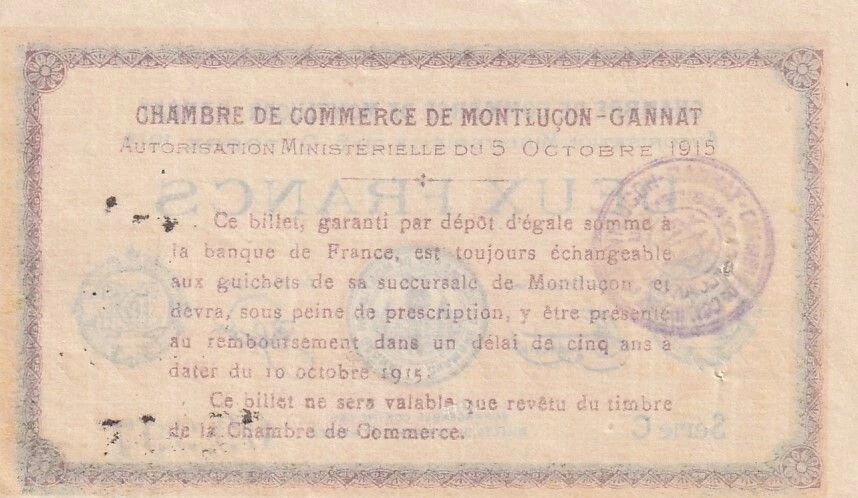 CHAMBRE DE COMMERCE DE MONTLUÇON-GANNAT
AUTORISATION MINISTÉRIELLE DU 5 OCTOBRE 1915
Ce billet, garanti par dépôt d'égale somme à
la banque de France, est toujours échangeable
aux guichets de sa succursale de Montluçon, et
devra, sous peine de prescription, y être présenté
au remboursement dans un délai de cinq ans à
dater du 10 octobre 1915.
Ce billet ne sera valable que revêtu du timbre
de la Chambre de Commerce.
DEUX FRANCS
Série C